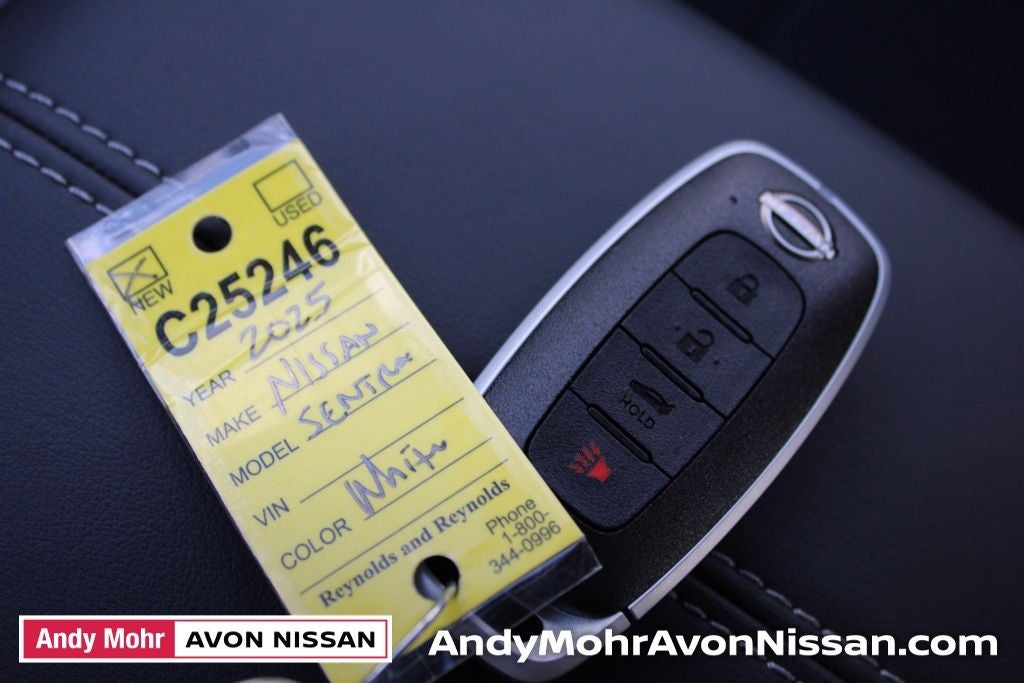 NEW
USED
C25246
YEAR 2025
MAKE NISSAN
MODEL SENTRA
VIN
COLOR White
Reynolds and Reynolds
Phone
1-800-
344-0996
HOLD
Andy Mohr AVON NISSAN
AndyMohrAvonNissan.com